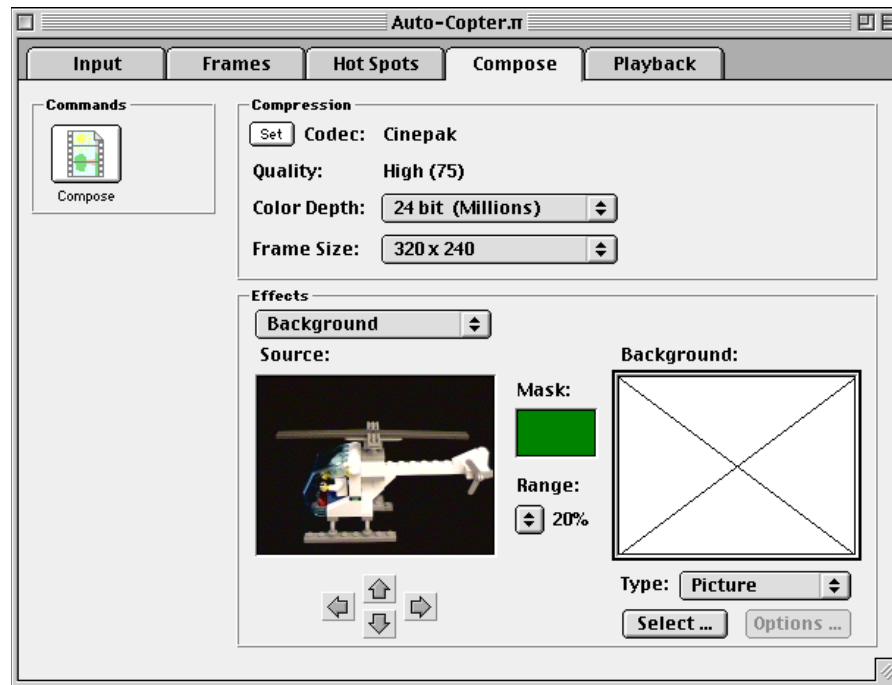 Auto-Copter.π
Input Frames Hot Spots Compose Playback
Commands
Compose
Compression
Set Codec: Cinepak
Quality: High (75)
Color Depth: 24 bit (Millions)
Frame Size: 320 x 240
Effects
Background
Source:
Mask:
Range:
20%
Background:
Type: Picture
Select ... Options ...